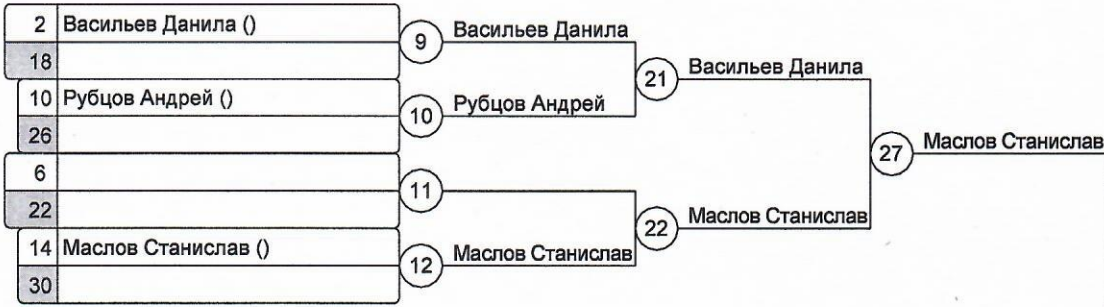 2 Васильев Данила ()
18
9 Васильев Данила
10 Рубцов Андрей ()
26
10 Рубцов Андрей
21 Васильев Данила
6
22
11
14 Маслов Станислав ()
30
12 Маслов Станислав
22 Маслов Станислав
27 Маслов Станислав